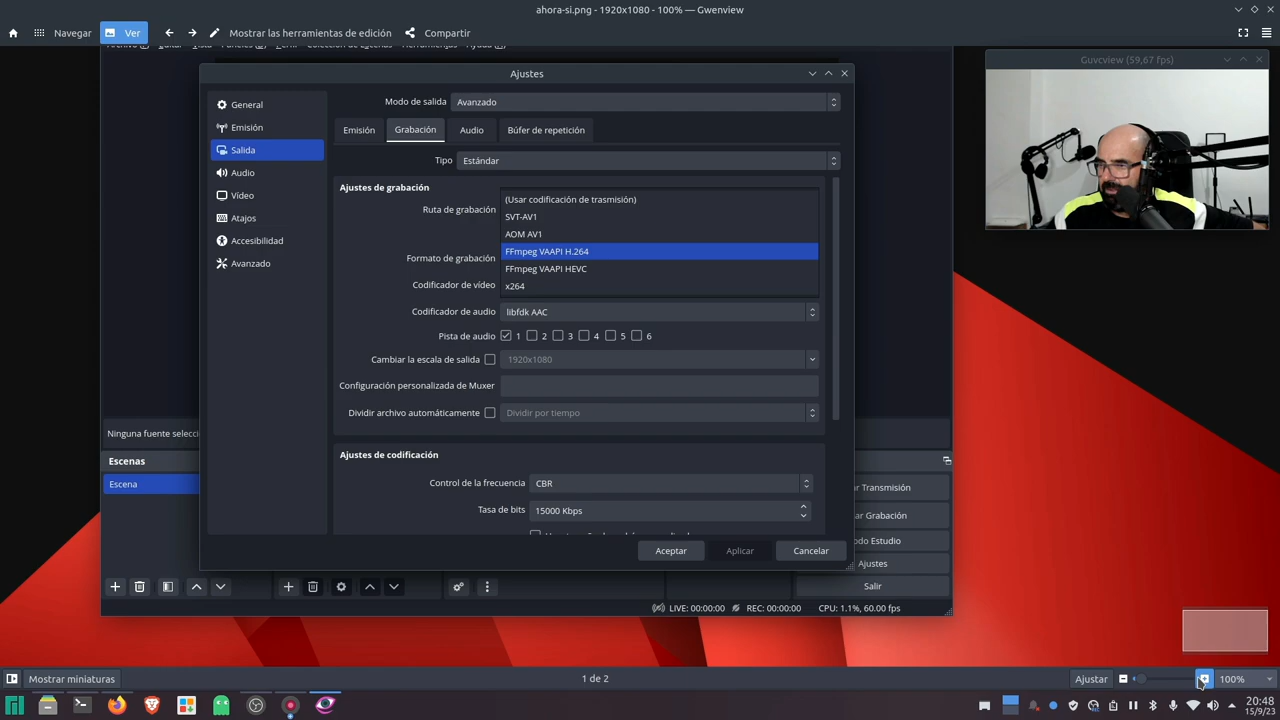 ahora-si.png - 1920x1080 - 100% — Gwenview
Navegar
Ver
Mostrar las herramientas de edición
Compartir
Guvcview (59,67 fps)
Ajustes
General
Emisión
Salida
Audio
Vídeo
Atajos
Accesibilidad
Avanzado
Modo de salida
Avanzado
Emisión
Grabación
Audio
Búfer de repetición
Tipo
Estándar
Ajustes de grabación
Ruta de grabación
(Usar codificación de trasmisión)
SVT-AV1
AOM AV1
FFmpeg VAAPI H.264
FFmpeg VAAPI HEVC
x264
Formato de grabación
Codificador de vídeo
Codificador de audio
libfdk AAC
Pista de audio
1 2 3 4 5 6
Cambiar la escala de salida
1920x1080
Configuración personalizada de Muxer
Dividir archivo automáticamente
Dividir por tiempo
Ajustes de codificación
Control de la frecuencia
CBR
Tasa de bits
15000 Kbps
Aceptar
Aplicar
Cancelar
Ninguna fuente selecci
Escenas
Escena
r Transmisión
ar Grabación
odo Estudio
Ajustes
Salir
LIVE: 00:00:00
REC: 00:00:00
CPU: 1.1%, 60.00 fps
Mostrar miniaturas
1 de 2
Ajustar
100%
20:48
15/9/23